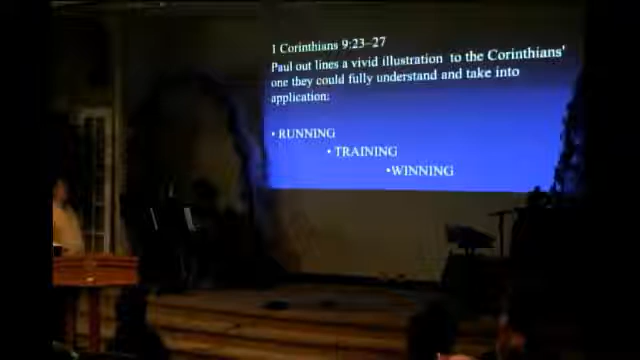 1 Corinthians 9:23–27
Paul out lines a vivid illustration to the Corinthians'
one they could fully understand and take into
application:
• RUNNING
• TRAINING
•WINNING